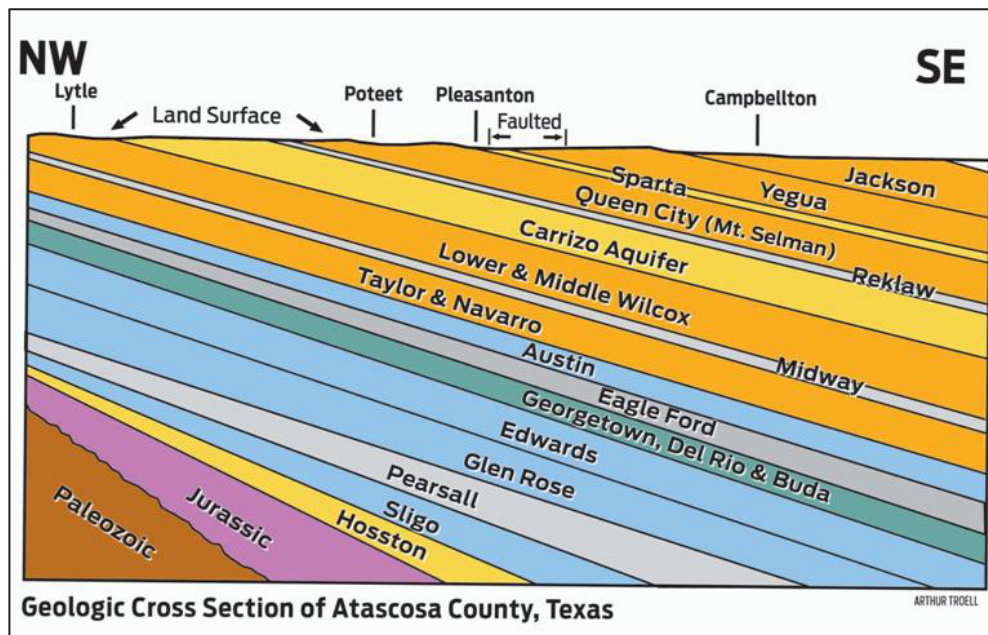 NW
SE
Lytle
Land Surface
Poteet
Pleasanton
Faulted
Campbellton
Jackson
Yegua
Sparta
Queen City (Mt. Selman)
Reklaw
Carrizo Aquifer
Lower & Middle Wilcox
Midway
Taylor & Navarro
Austin
Eagle Ford
Georgetown, Del Rio & Buda
Edwards
Glen Rose
Pearsall
Sligo
Hosston
Jurassic
Paleozoic
Geologic Cross Section of Atascosa County, Texas
ARTHUR TROELL